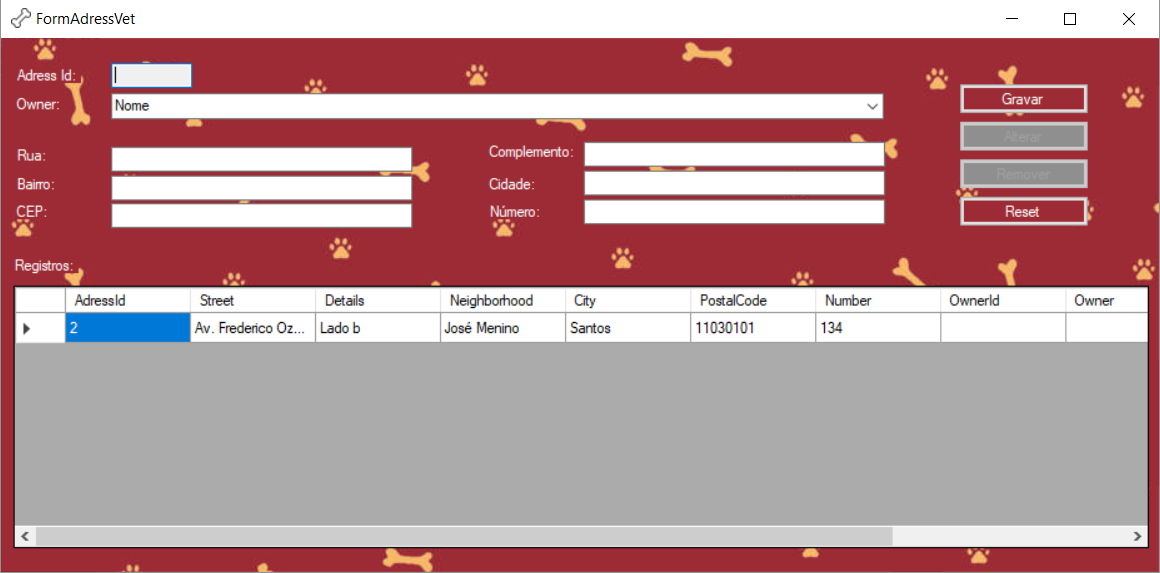 FormAdressVet
Adress Id:
Owner: Nome
Gravar
Alterar
Remover
Reset
Rua:
Bairro:
CEP:
Complemento:
Cidade:
Número:
Registros:
AdressId Street Details Neighborhood City PostalCode Number OwnerId Owner
2 Av. Frederico Oz... Lado b José Menino Santos 11030101 134